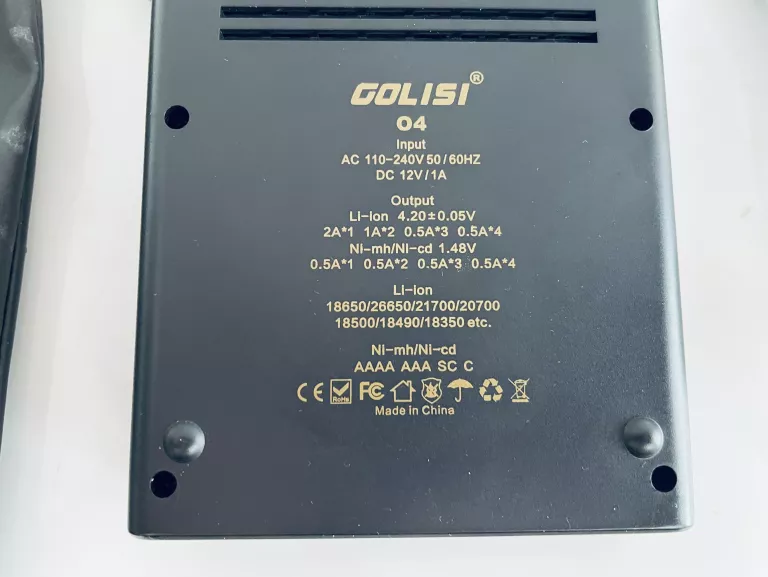 GOLISI®
O4
Input
AC 110-240V 50/60HZ
DC 12V/1A
Output
Li-ion 4.20±0.05V
2A*1 1A*2 0.5A*3 0.5A*4
Ni-mh/Ni-cd 1.48V
0.5A*1 0.5A*2 0.5A*3 0.5A*4
Li-ion
18650/26650/21700/20700
18500/18490/18350 etc.
Ni-mh/Ni-cd
AAAA AAA SC C
CE RoHs FC
Made in China